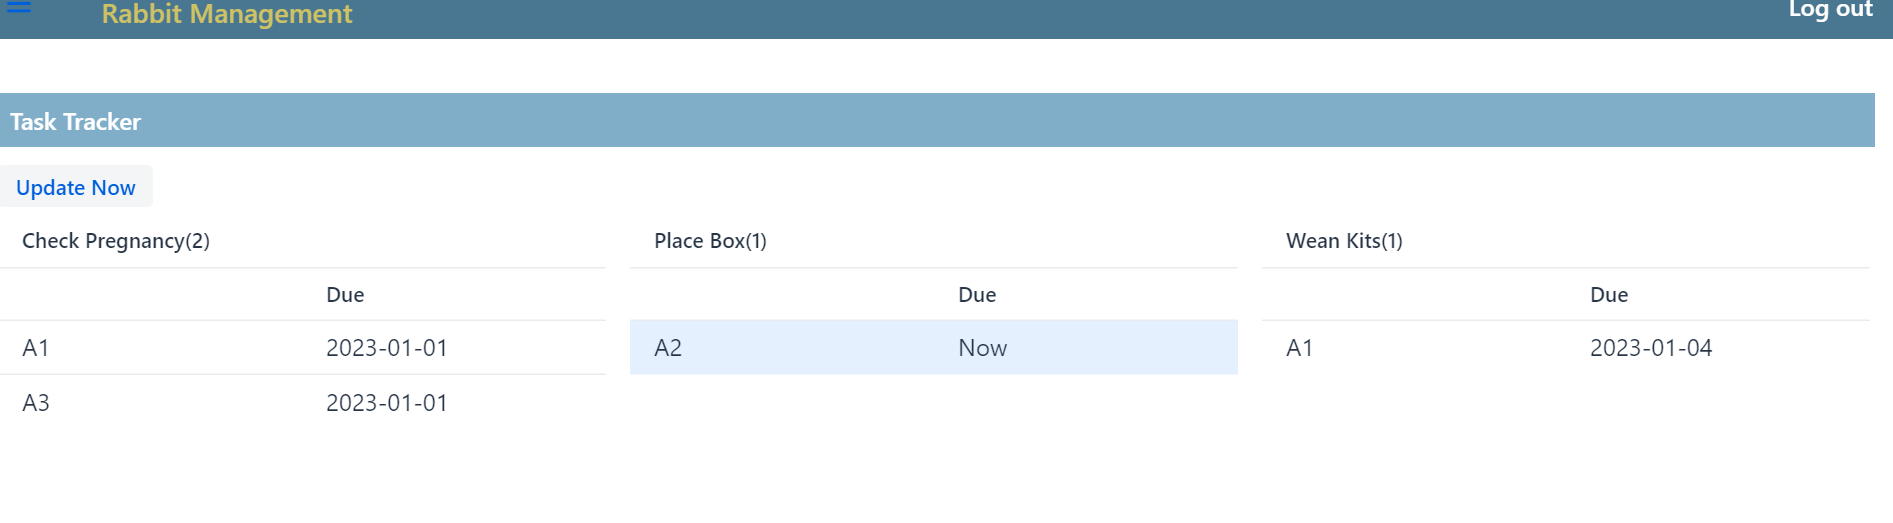 Rabbit Management
Log out
Task Tracker
Update Now
Check Pregnancy(2)
Due
A1 2023-01-01
A3 2023-01-01
Place Box(1)
Due
A2 Now
Wean Kits(1)
Due
A1 2023-01-04